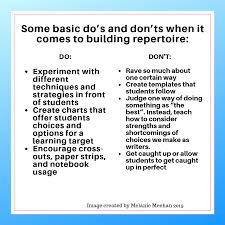 Some basic do's and don'ts when it
comes to building repertoire:
DO:
• Experiment with
different
techniques and
strategies in front
of students
• Create charts that
offer students
choices and
options for a
learning target
• Encourage cross-
outs, paper strips,
and notebook
usage
DON'T:
• Rave so much about
one certain way
• Create templates that
students follow
• Judge one way of doing
something as "the
best". Instead, teach
how to consider
strengths and
shortcomings of
choices we make as
writers.
• Get caught up or allow
students to get caught
up in perfect
Image created by Melanie Meehan 2019